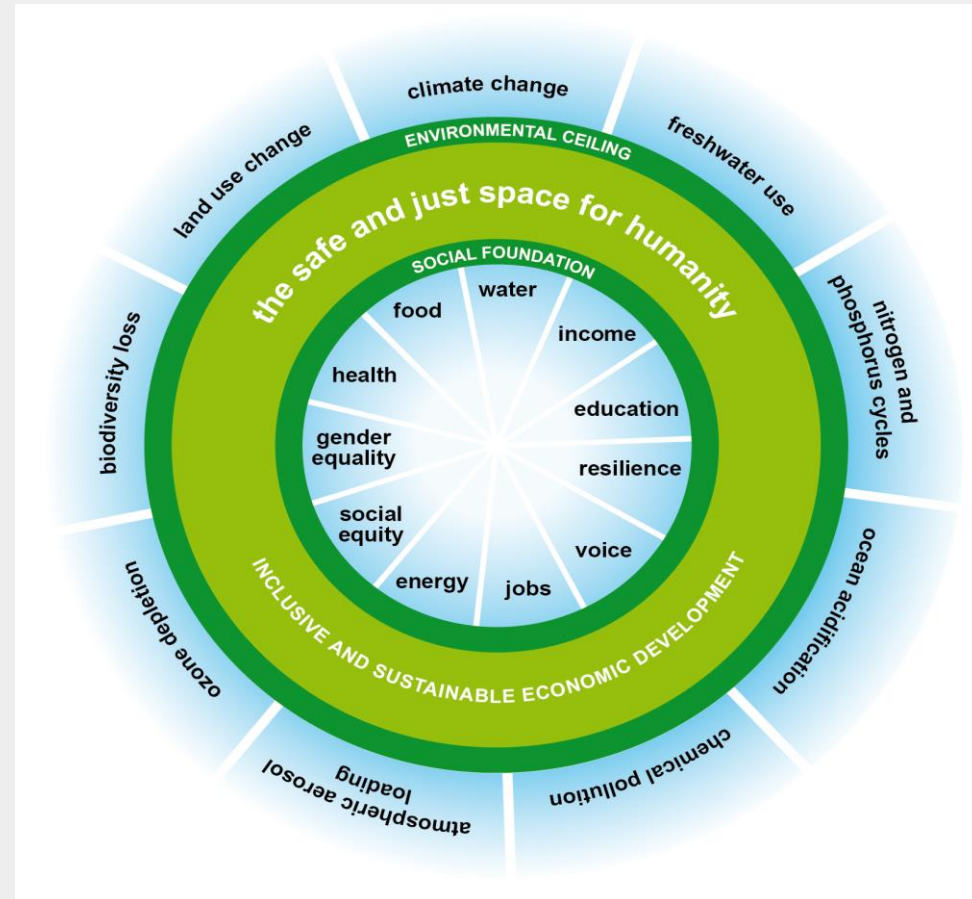 climate change
freshwater use
nitrogen and
phosphorus cycles
ocean acidification
chemical pollution
atmospheric aerosol
loading
ozone depletion
biodiversity loss
land use change
ENVIRONMENTAL CEILING
the safe and just space for humanity
SOCIAL FOUNDATION
water
income
education
resilience
voice
jobs
energy
social
equity
gender
equality
health
food
INCLUSIVE AND SUSTAINABLE ECONOMIC DEVELOPMENT